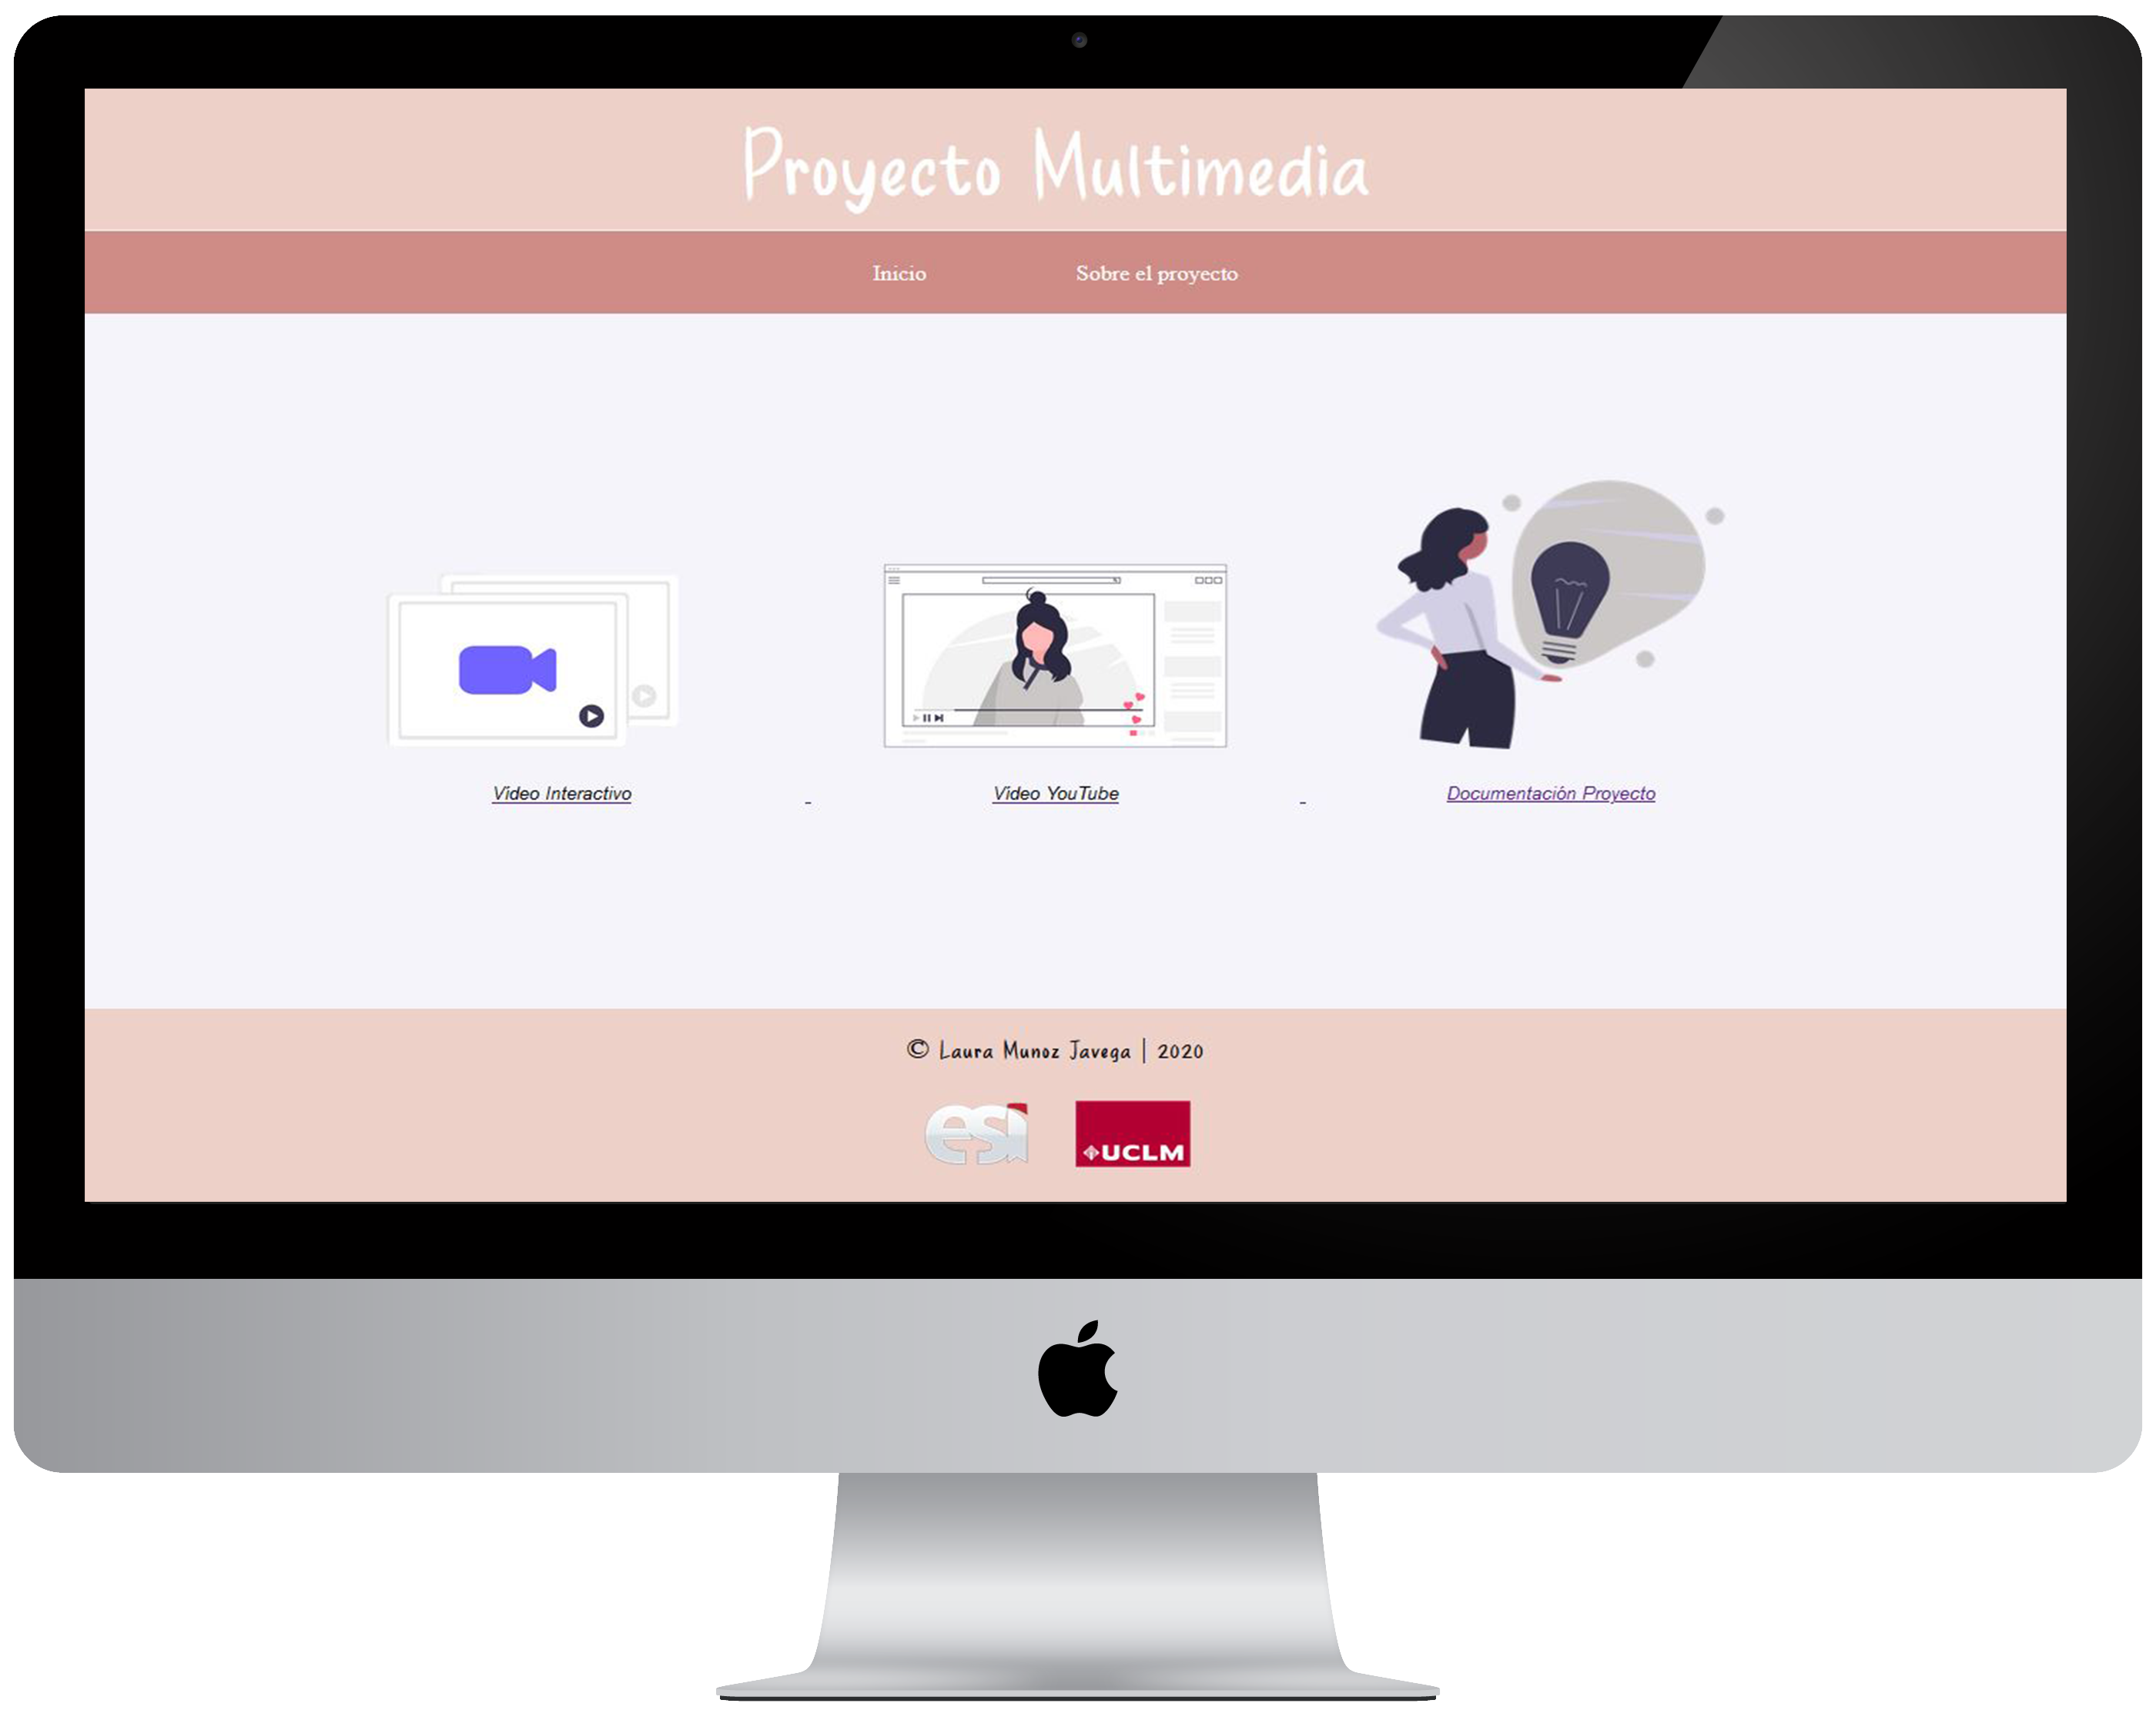 Proyecto Multimedia
Inicio Sobre el proyecto
Video Interactivo Video YouTube Documentación Proyecto
© Laura Munoz Javega | 2020
esi UCLM